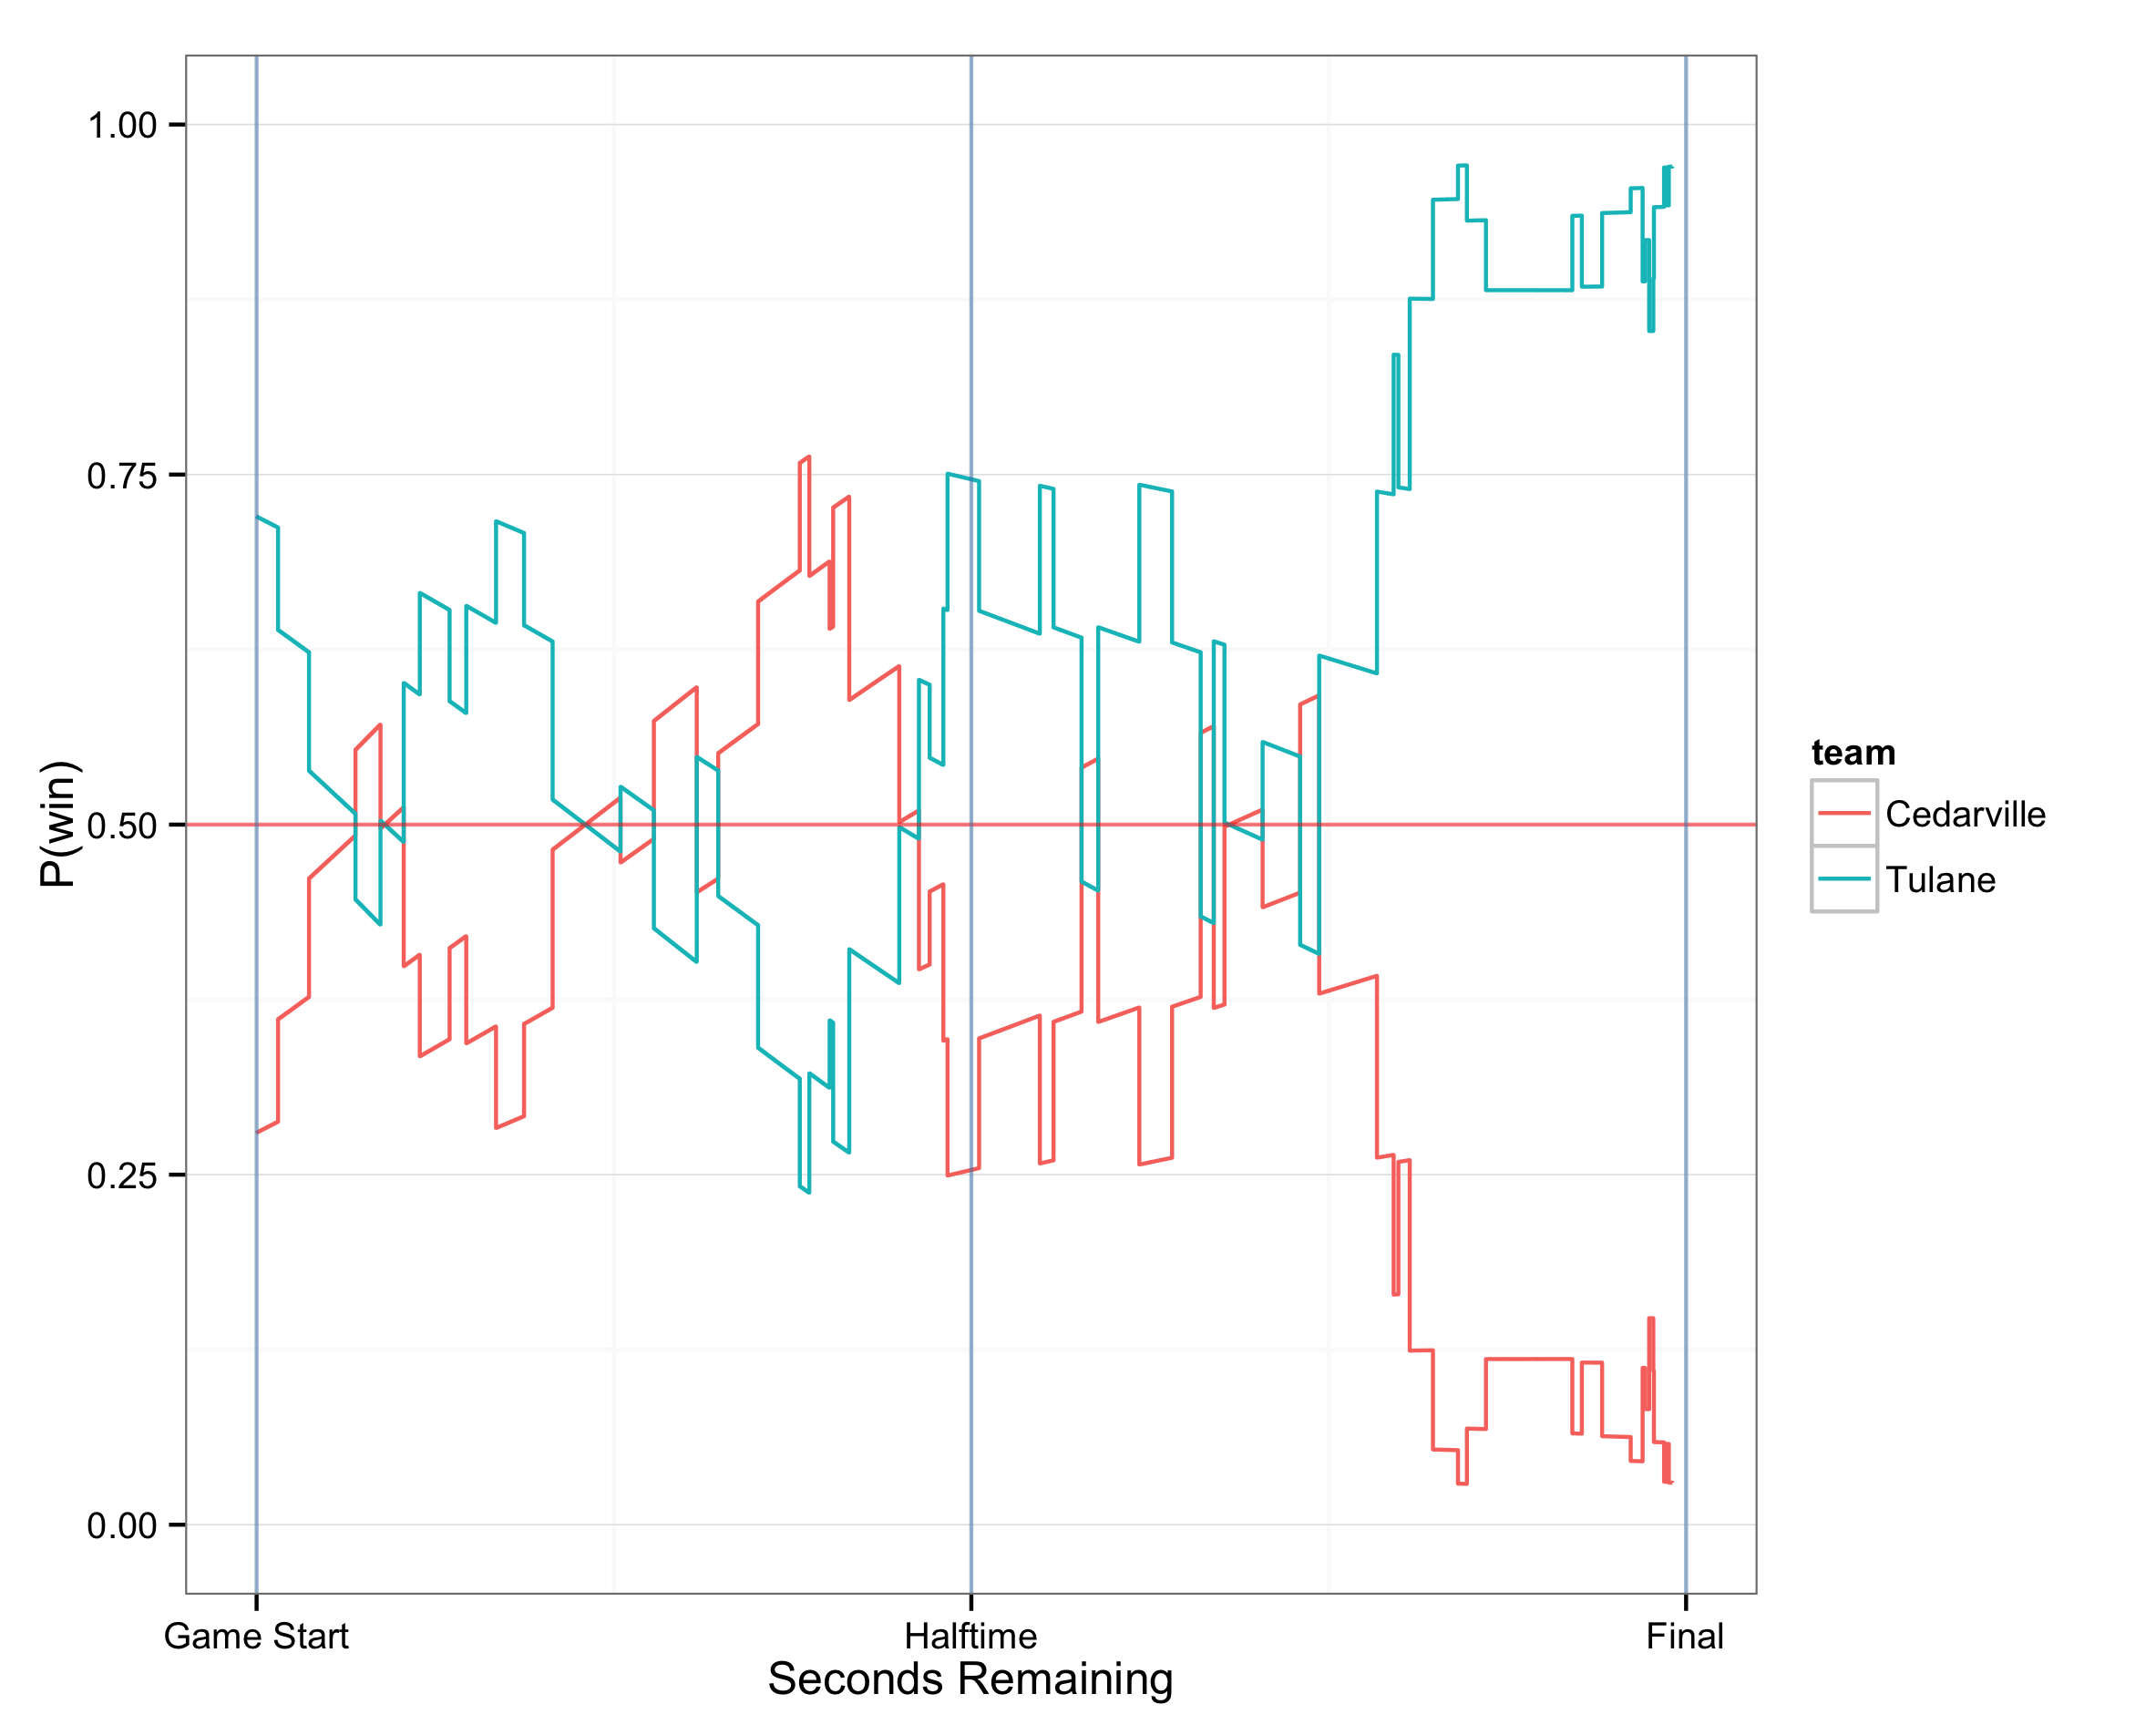 1.00
0.75
0.50
0.25
0.00
P(win)
Game Start
Halftime
Final
Seconds Remaining
team
Cedarville
Tulane